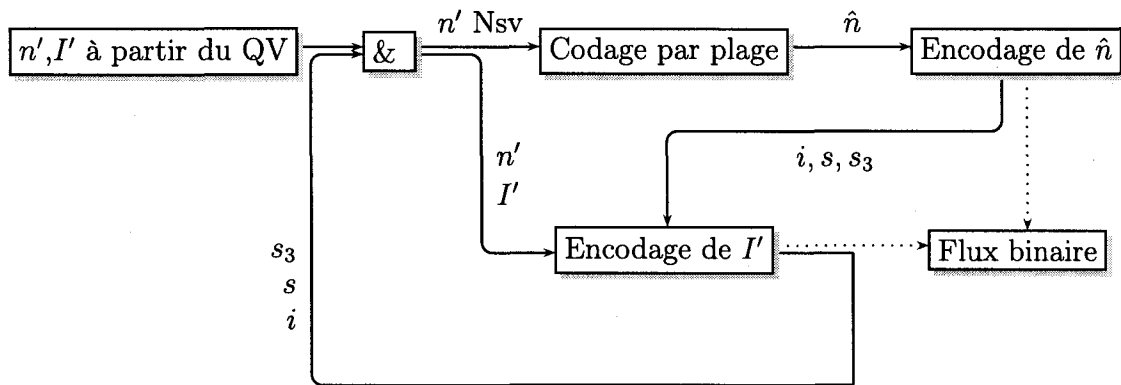 n',I' à partir du QV
&
n' Nsv
Codage par plage
n̂
Encodage de n̂
i, s, s₃
n'
I'
Encodage de I'
Flux binaire
s₃
s
i